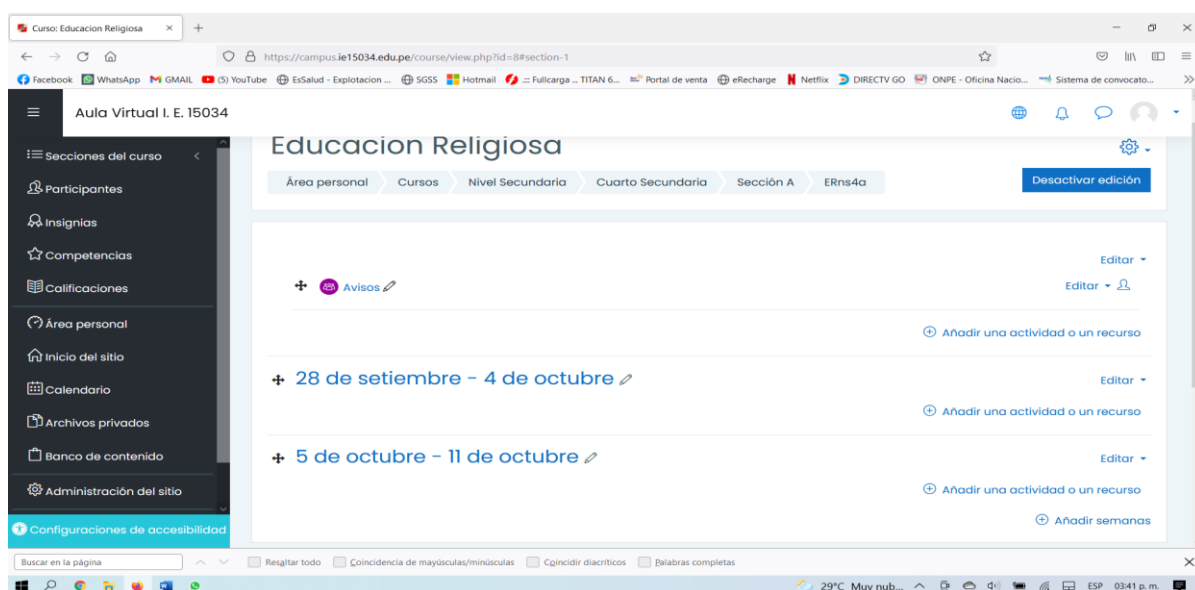 Curso: Educacion Religiosa
https://campus.ie15034.edu.pe/course/view.php?id=8#section-1
Facebook WhatsApp GMAIL (5) YouTube EsSalud - Explotacion ... SGSS Hotmail .::: Fullcarga ... TITAN 6... Portal de venta eRecharge Netflix DIRECTV GO ONPE - Oficina Nacio... Sistema de convocato...
Aula Virtual I. E. 15034
Educacion Religiosa
Área personal Cursos Nivel Secundaria Cuarto Secundaria Sección A ERns4a
Desactivar edición
Secciones del curso
Participantes
Insignias
Competencias
Calificaciones
Área personal
Inicio del sitio
Calendario
Archivos privados
Banco de contenido
Administración del sitio
Configuraciones de accesibilidad
Editar
Avisos Editar
Añadir una actividad o un recurso
28 de setiembre - 4 de octubre Editar
Añadir una actividad o un recurso
5 de octubre - 11 de octubre Editar
Añadir una actividad o un recurso
Añadir semanas
Buscar en la página Resaltar todo Coincidencia de mayúsculas/minúsculas Coincidir diacríticos Palabras completas
29°C Muy nub... ESP 03:41 p. m.